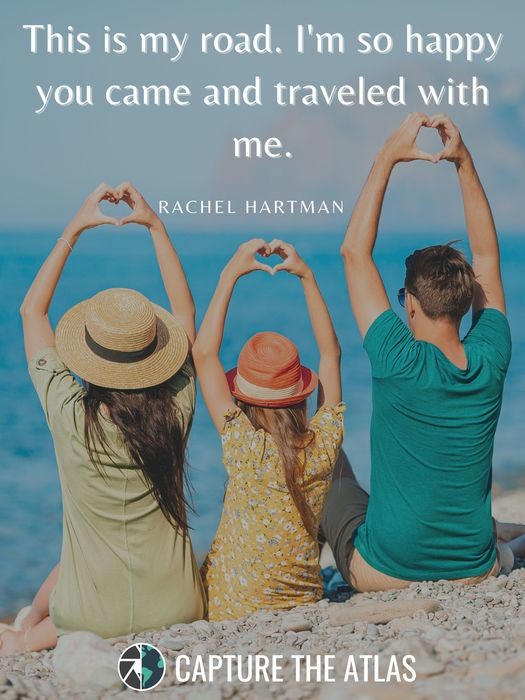 This is my road. I'm so happy
you came and traveled with
me.
RACHEL HARTMAN
CAPTURE THE ATLAS